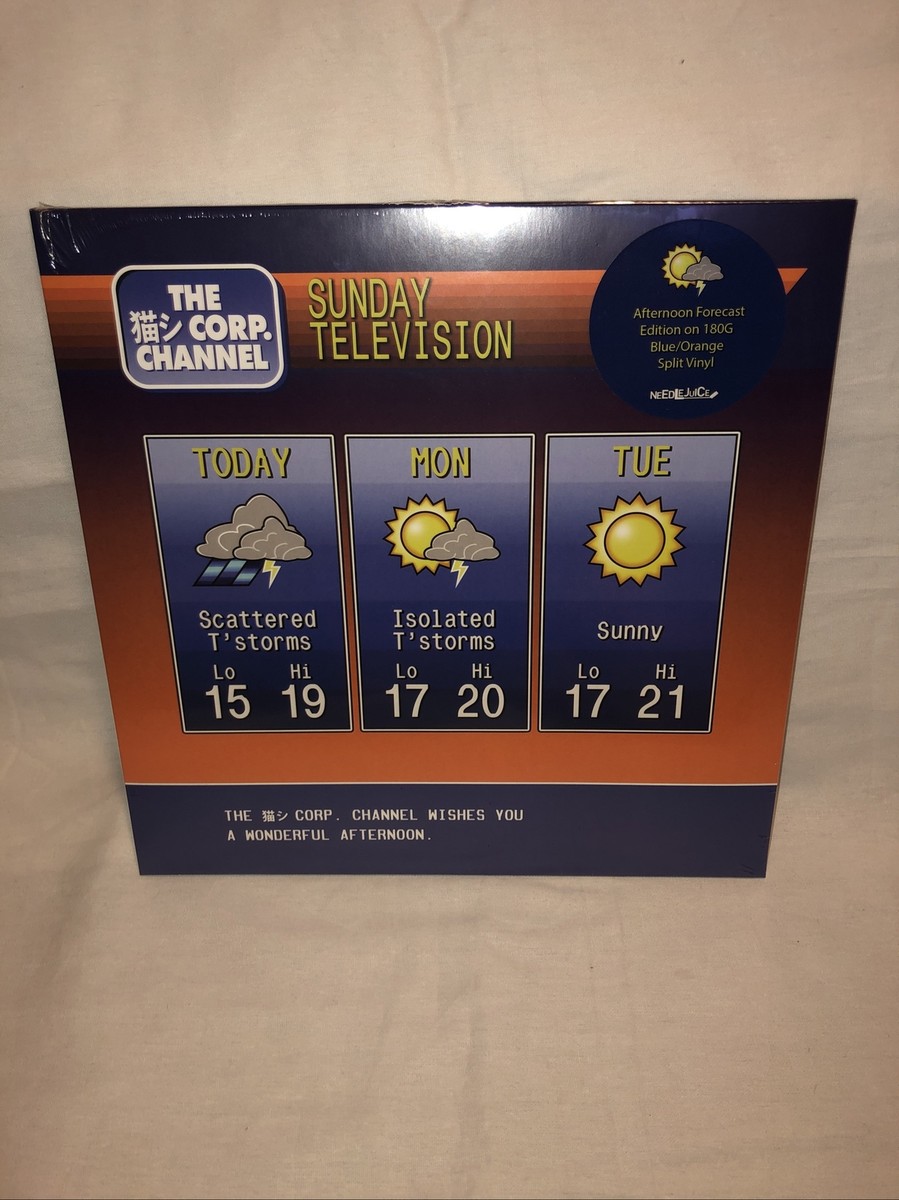 THE
猫シ CORP.
CHANNEL
SUNDAY
TELEVISION
Afternoon Forecast
Edition on 180G
Blue/Orange
Split Vinyl
NEEDLEJUICE
TODAY
Scattered
T'storms
Lo Hi
15 19
MON
Isolated
T'storms
Lo Hi
17 20
TUE
Sunny
Lo Hi
17 21
THE 猫シ CORP. CHANNEL WISHES YOU
A WONDERFUL AFTERNOON.